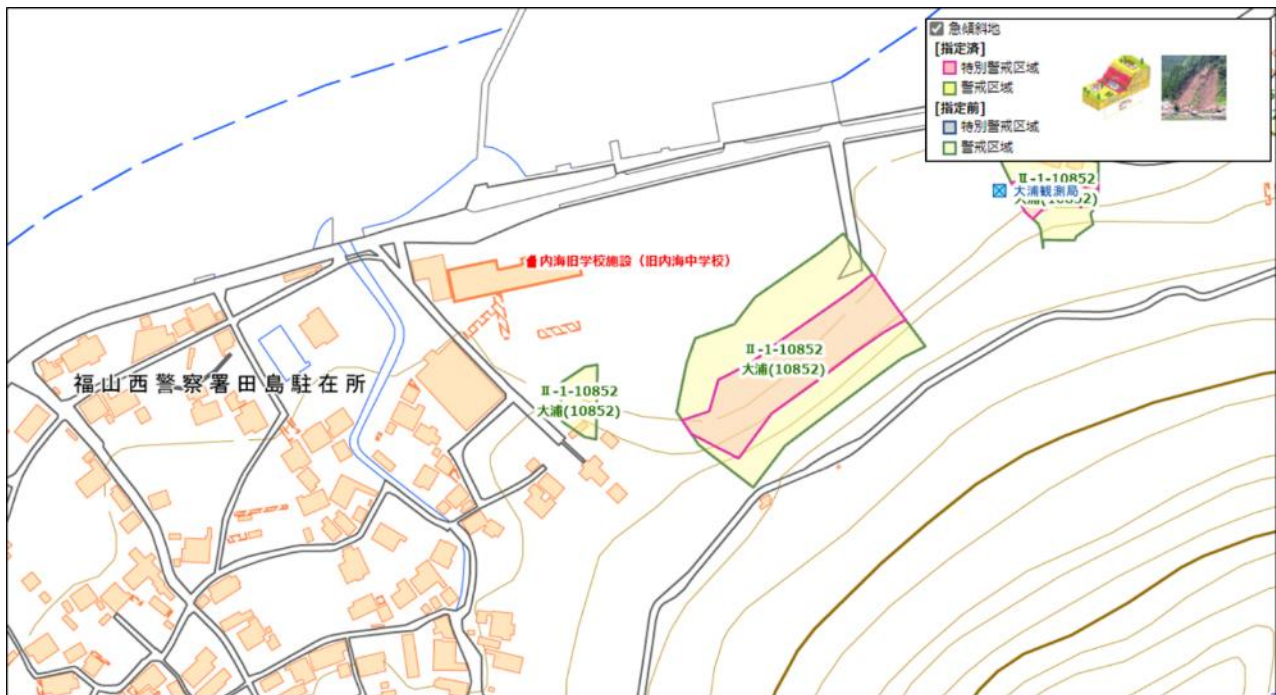 急傾斜地
[指定済]
特別警戒区域
警戒区域
[指定前]
特別警戒区域
警戒区域
Ⅱ-1-10852
大浦観測局
大浦(10852)
内海旧学校施設（旧内海中学校）
Ⅱ-1-10852
大浦(10852)
福山西警察署田島駐在所
Ⅱ-1-10852
大浦(10852)